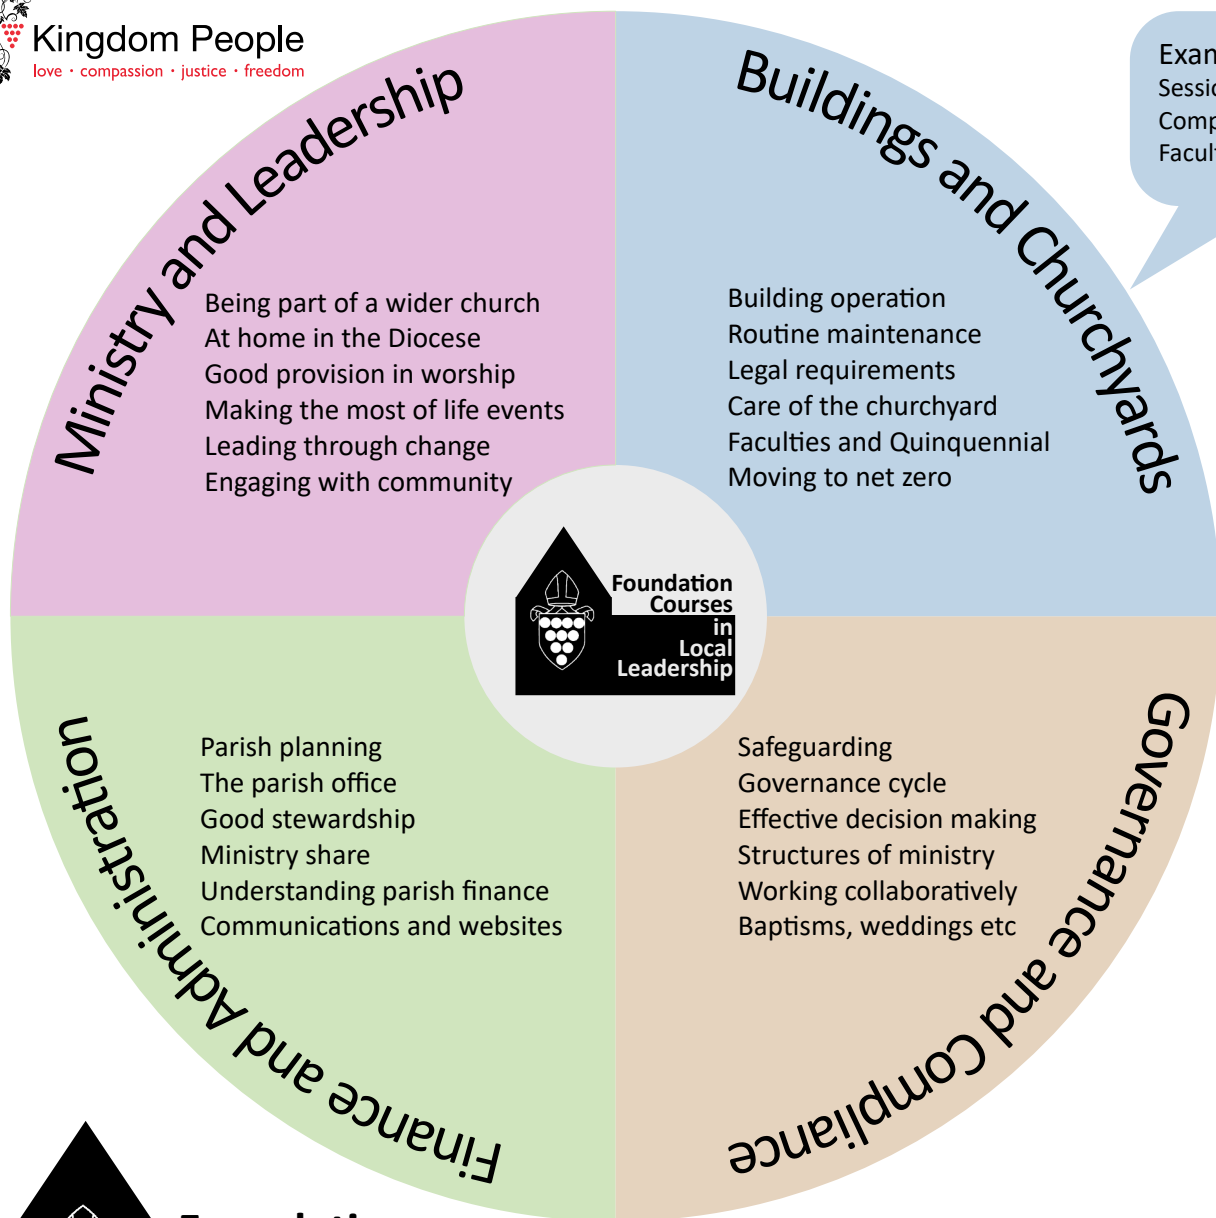 Kingdom People
love · compassion · justice · freedom
Ministry and Leadership
Being part of a wider church
At home in the Diocese
Good provision in worship
Making the most of life events
Leading through change
Engaging with community
Buildings and Churchyards
Building operation
Routine maintenance
Legal requirements
Care of the churchyard
Faculties and Quinquennial
Moving to net zero
Foundation
Courses
in
Local
Leadership
Finance and Administration
Parish planning
The parish office
Good stewardship
Ministry share
Understanding parish finance
Communications and websites
Governance and Compliance
Safeguarding
Governance cycle
Effective decision making
Structures of ministry
Working collaboratively
Baptisms, weddings etc